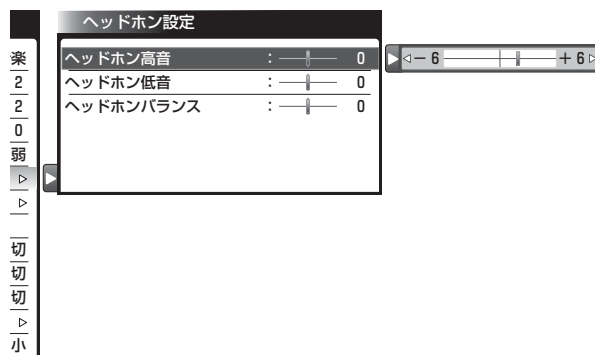 ヘッドホン設定
楽
2
2
0
弱
▷
▷
切
切
切
▷
小
ヘッドホン高音 : 0
ヘッドホン低音 : 0
ヘッドホンバランス : 0
◁ － 6 ＋ 6 ▷